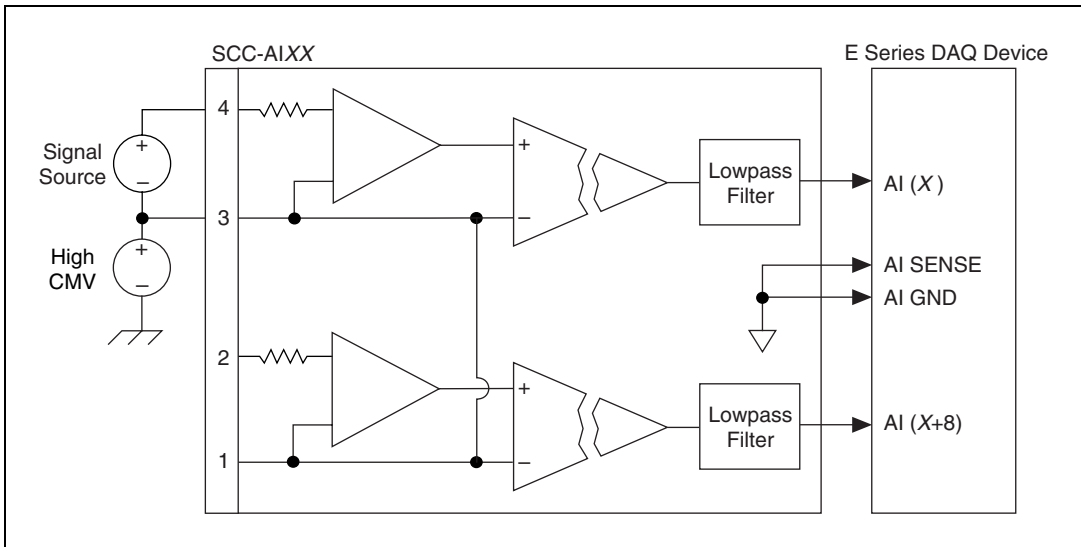 SCC-AIXX
E Series DAQ Device
4
Signal
Source
+
−
3
High
CMV
+
−
+
−
Lowpass
Filter
AI (X)
AI SENSE
AI GND
2
1
+
−
Lowpass
Filter
AI (X+8)